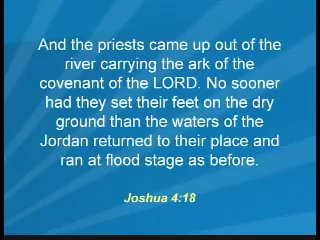 And the priests came up out of the
river carrying the ark of the
covenant of the LORD. No sooner
had they set their feet on the dry
ground than the waters of the
Jordan returned to their place and
ran at flood stage as before.
Joshua 4:18